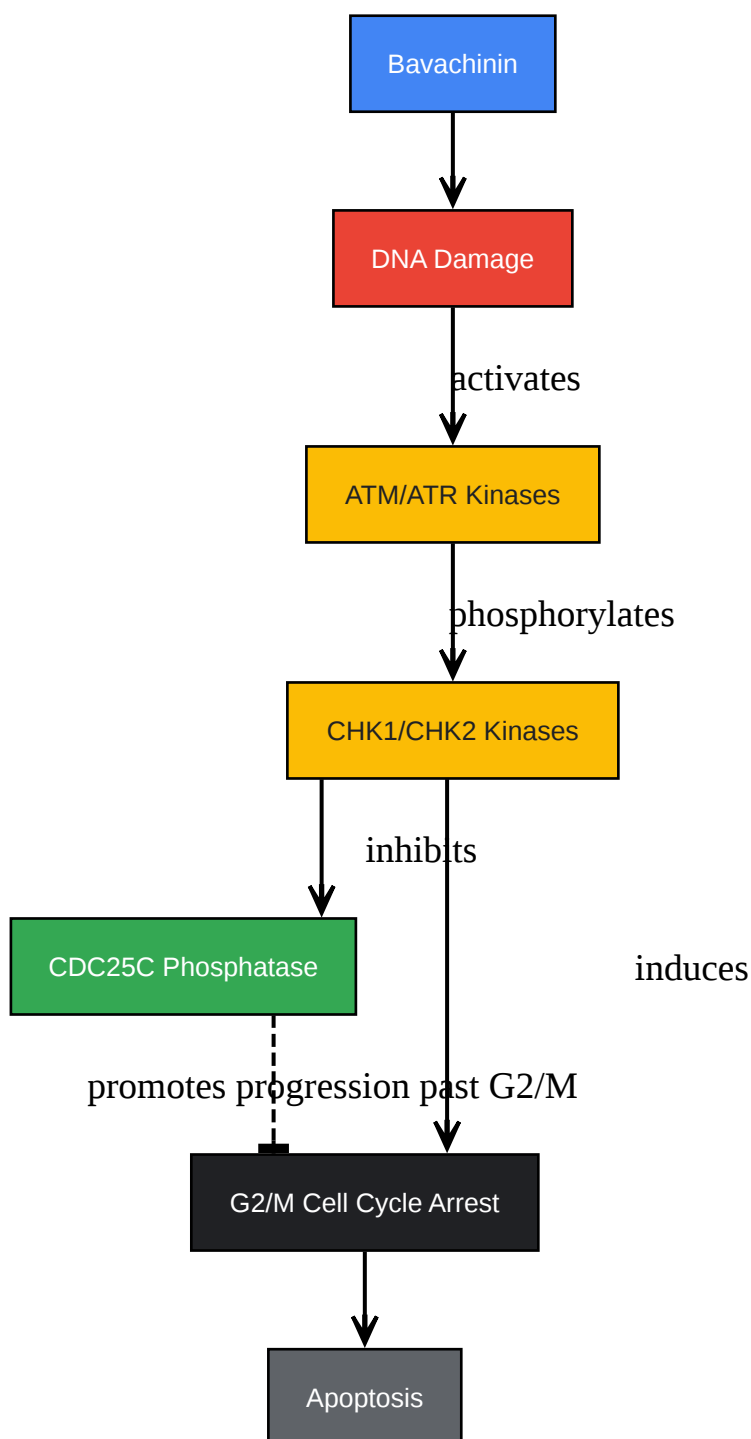 Bavachinin
DNA Damage
activates
ATM/ATR Kinases
phosphorylates
CHK1/CHK2 Kinases
inhibits
CDC25C Phosphatase
induces
promotes progression past G2/M
G2/M Cell Cycle Arrest
Apoptosis